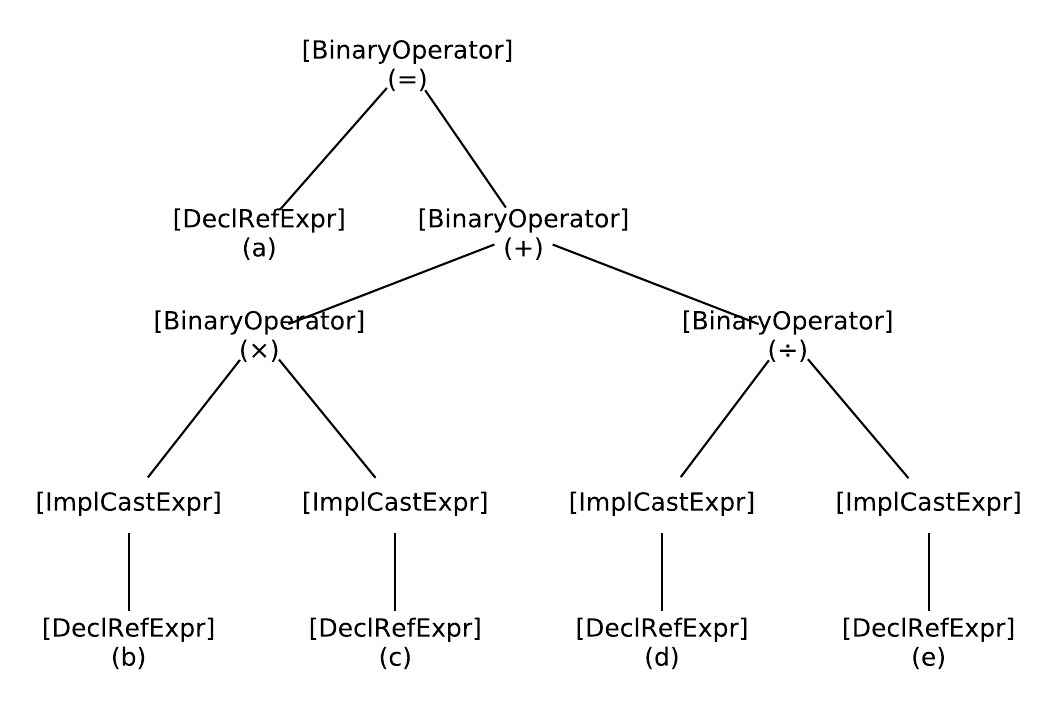 [BinaryOperator]
(=)
[DeclRefExpr] [BinaryOperator]
(a) (+)
[BinaryOperator] [BinaryOperator]
(×) (÷)
[ImplCastExpr] [ImplCastExpr] [ImplCastExpr] [ImplCastExpr]
[DeclRefExpr] [DeclRefExpr] [DeclRefExpr] [DeclRefExpr]
(b) (c) (d) (e)